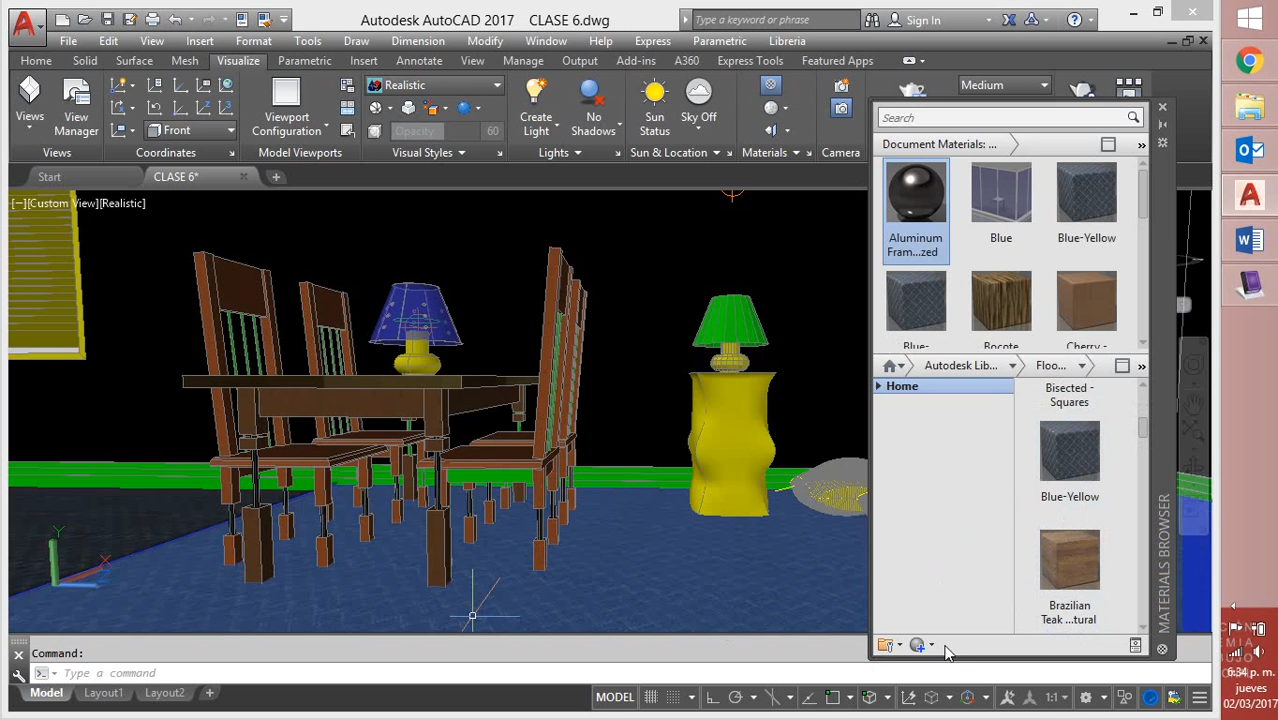 Autodesk AutoCAD 2017 CLASE 6.dwg
Type a keyword or phrase
Sign In
File Edit View Insert Format Tools Draw Dimension Modify Window Help Express Parametric Libreria
Home Solid Surface Mesh Visualize Parametric Insert Annotate View Manage Output Add-ins A360 Express Tools Featured Apps
Views
View
Manager
Views
Front
Coordinates
Viewport
Configuration
Model Viewports
Realistic
Opacity 60
Visual Styles
Create
Light
No
Shadows
Lights
Sun
Status
Sky Off
Sun & Location
Materials
Camera
Medium
Start
CLASE 6*
[−][Custom View][Realistic]
Y
X
Z
Search
Document Materials: ...
Aluminum
Fram...zed
Blue
Blue-Yellow
Blue-
Bocote
Cherry -
Autodesk Lib...
Floo...
Home
Bisected -
Squares
Blue-Yellow
Brazilian
Teak ...tural
MATERIALS BROWSER
Command:
Type a command
Model Layout1 Layout2
MODEL
1:1
6:34 p. m.
jueves
02/03/2017